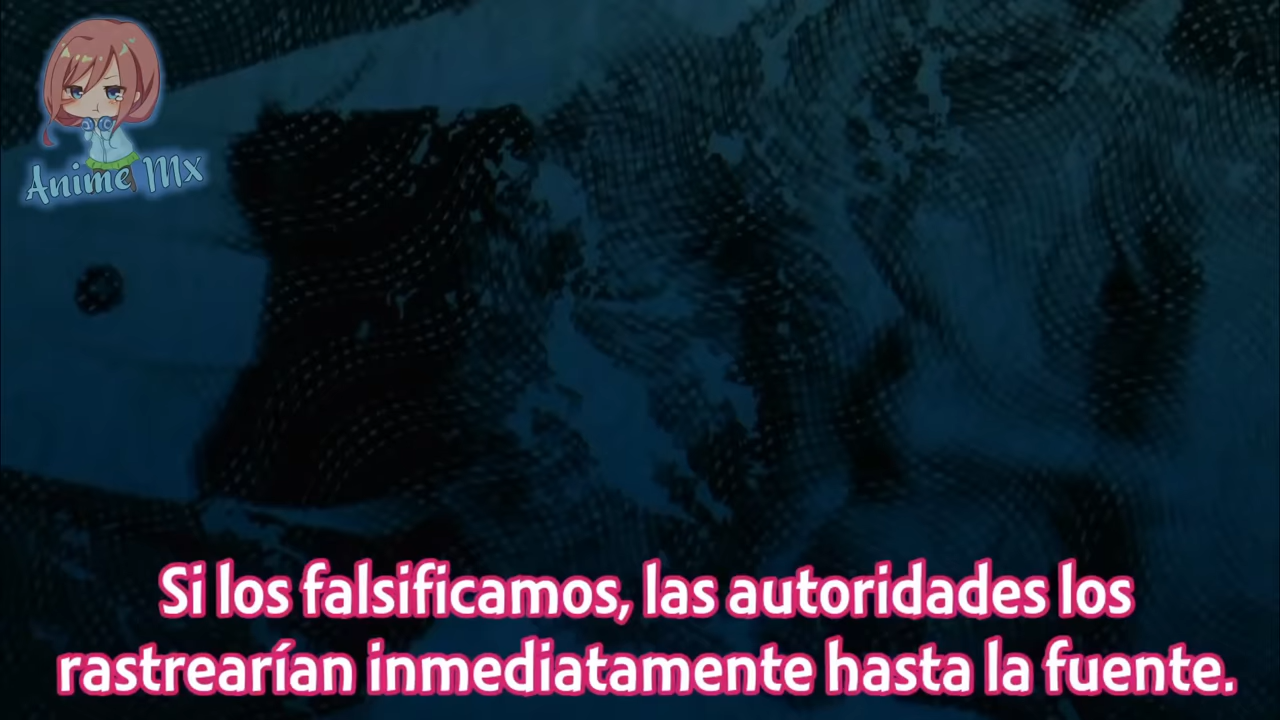 Anime Mx
Si los falsificamos, las autoridades los
rastrearían inmediatamente hasta la fuente.